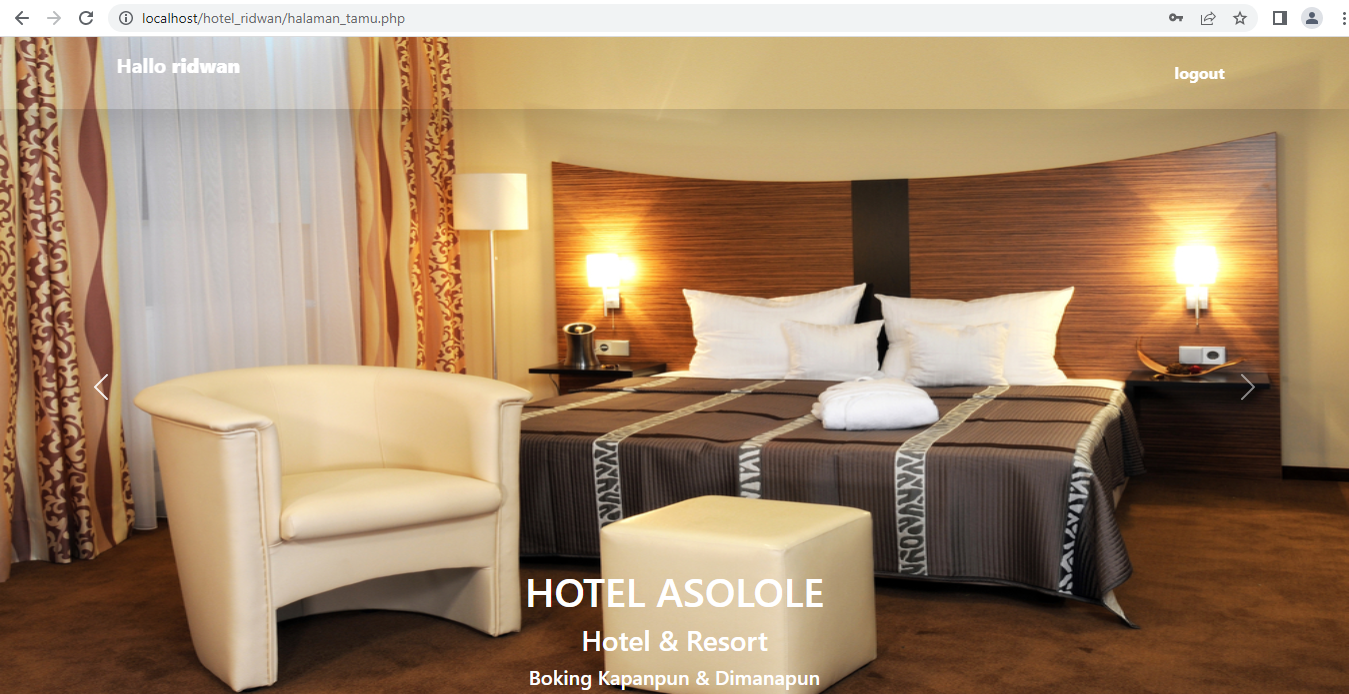 localhost/hotel_ridwan/halaman_tamu.php
Hallo ridwan
logout
HOTEL ASOLOLE
Hotel & Resort
Boking Kapanpun & Dimanapun